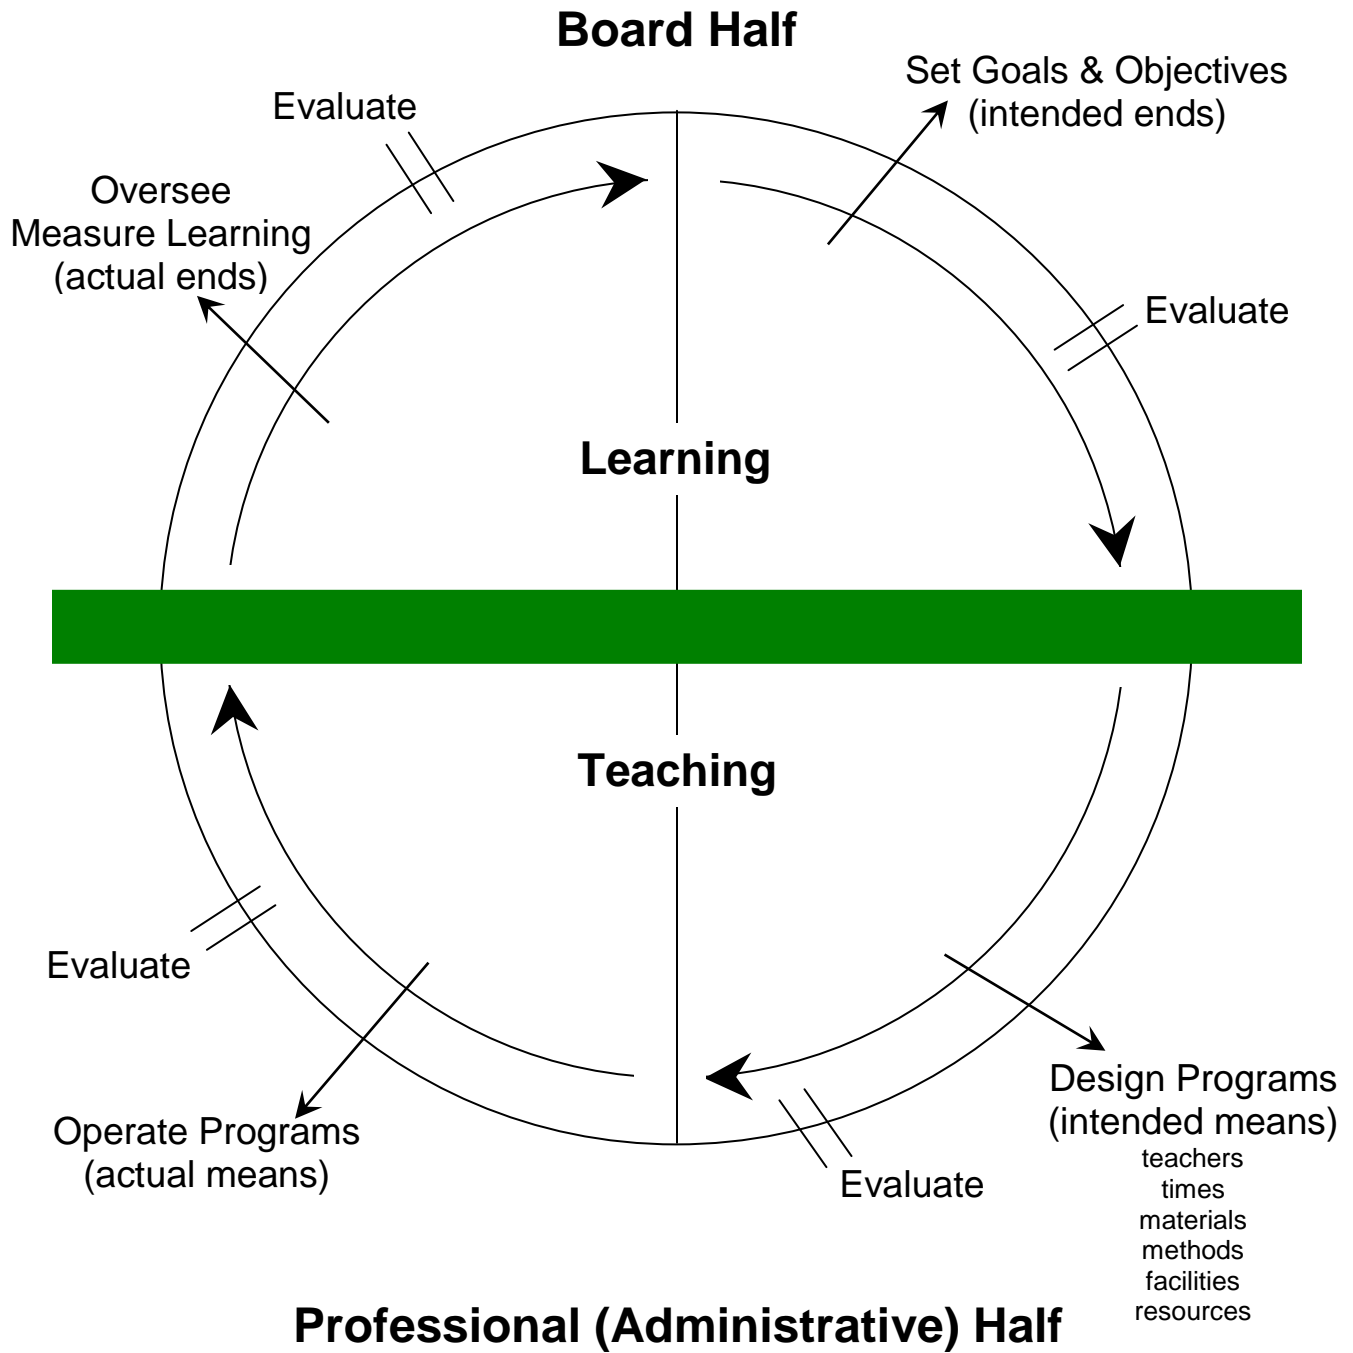 Board Half
Set Goals & Objectives
(intended ends)
Evaluate
Oversee
Measure Learning
(actual ends)
Evaluate
Learning
Teaching
Evaluate
Operate Programs
(actual means)
Design Programs
(intended means)
teachers
times
materials
methods
facilities
resources
Evaluate
Professional (Administrative) Half